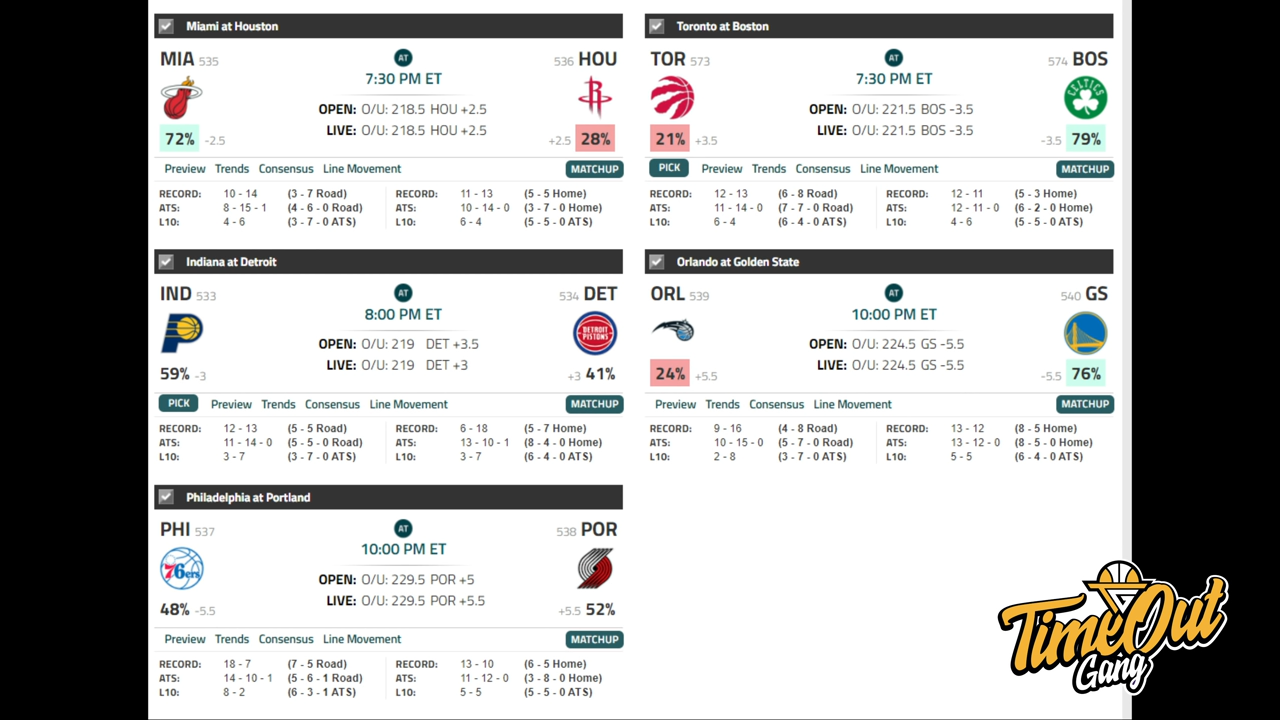 Miami at Houston
MIA 535
AT
536 HOU
7:30 PM ET
OPEN: O/U: 218.5 HOU +2.5
LIVE: O/U: 218.5 HOU +2.5
72% -2.5
+2.5 28%
Preview Trends Consensus Line Movement MATCHUP
RECORD: 10 - 14 (3 - 7 Road) RECORD: 11 - 13 (5 - 5 Home)
ATS: 8 - 15 - 1 (4 - 6 - 0 Road) ATS: 10 - 14 - 0 (3 - 7 - 0 Home)
L10: 4 - 6 (3 - 7 - 0 ATS) L10: 6 - 4 (5 - 5 - 0 ATS)
Toronto at Boston
TOR 573
AT
574 BOS
7:30 PM ET
OPEN: O/U: 221.5 BOS -3.5
LIVE: O/U: 221.5 BOS -3.5
CELTICS
21% +3.5
-3.5 79%
PICK Preview Trends Consensus Line Movement MATCHUP
RECORD: 12 - 13 (6 - 8 Road) RECORD: 12 - 11 (5 - 3 Home)
ATS: 11 - 14 - 0 (7 - 7 - 0 Road) ATS: 12 - 11 - 0 (6 - 2 - 0 Home)
L10: 6 - 4 (6 - 4 - 0 ATS) L10: 4 - 6 (5 - 5 - 0 ATS)
Indiana at Detroit
IND 533
AT
534 DET
8:00 PM ET
DETROIT
PISTONS
OPEN: O/U: 219 DET +3.5
LIVE: O/U: 219 DET +3
59% -3
+3 41%
PICK Preview Trends Consensus Line Movement MATCHUP
RECORD: 12 - 13 (5 - 5 Road) RECORD: 6 - 18 (5 - 7 Home)
ATS: 11 - 14 - 0 (5 - 5 - 0 Road) ATS: 13 - 10 - 1 (8 - 4 - 0 Home)
L10: 3 - 7 (3 - 7 - 0 ATS) L10: 3 - 7 (6 - 4 - 0 ATS)
Orlando at Golden State
ORL 539
AT
540 GS
10:00 PM ET
OPEN: O/U: 224.5 GS -5.5
LIVE: O/U: 224.5 GS -5.5
24% +5.5
-5.5 76%
Preview Trends Consensus Line Movement MATCHUP
RECORD: 9 - 16 (4 - 8 Road) RECORD: 13 - 12 (8 - 5 Home)
ATS: 10 - 15 - 0 (5 - 7 - 0 Road) ATS: 13 - 12 - 0 (8 - 5 - 0 Home)
L10: 2 - 8 (3 - 7 - 0 ATS) L10: 5 - 5 (6 - 4 - 0 ATS)
Philadelphia at Portland
PHI 537
AT
538 POR
10:00 PM ET
76ers
OPEN: O/U: 229.5 POR +5
LIVE: O/U: 229.5 POR +5.5
48% -5.5
+5.5 52%
Preview Trends Consensus Line Movement MATCHUP
RECORD: 18 - 7 (7 - 5 Road) RECORD: 13 - 10 (6 - 5 Home)
ATS: 14 - 10 - 1 (5 - 6 - 1 Road) ATS: 11 - 12 - 0 (3 - 8 - 0 Home)
L10: 8 - 2 (6 - 3 - 1 ATS) L10: 5 - 5 (5 - 5 - 0 ATS)
TimeOut
Gang